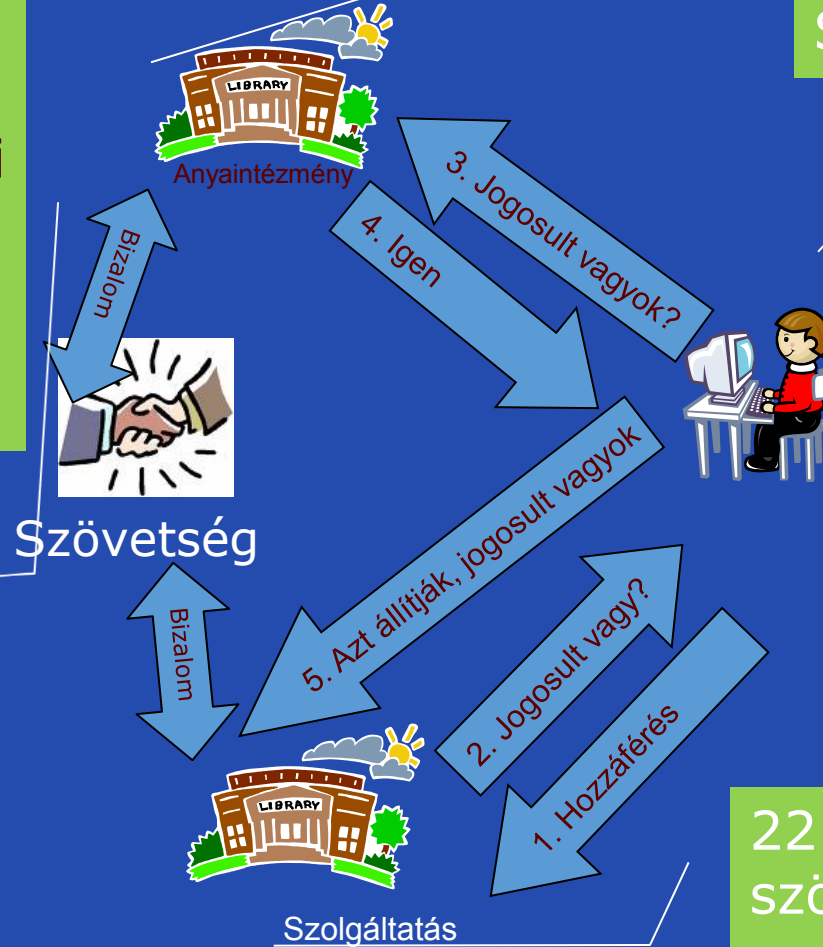 LIBRARY
Anyaintézmény
3. Jogosult vagyok?
4. Igen
Bizalom
Szövetség
5. Azt állítják, jogosult vagyok
Bizalom
2. Jogosult vagy?
1. Hozzáférés
LIBRARY
22
Szolgáltatás